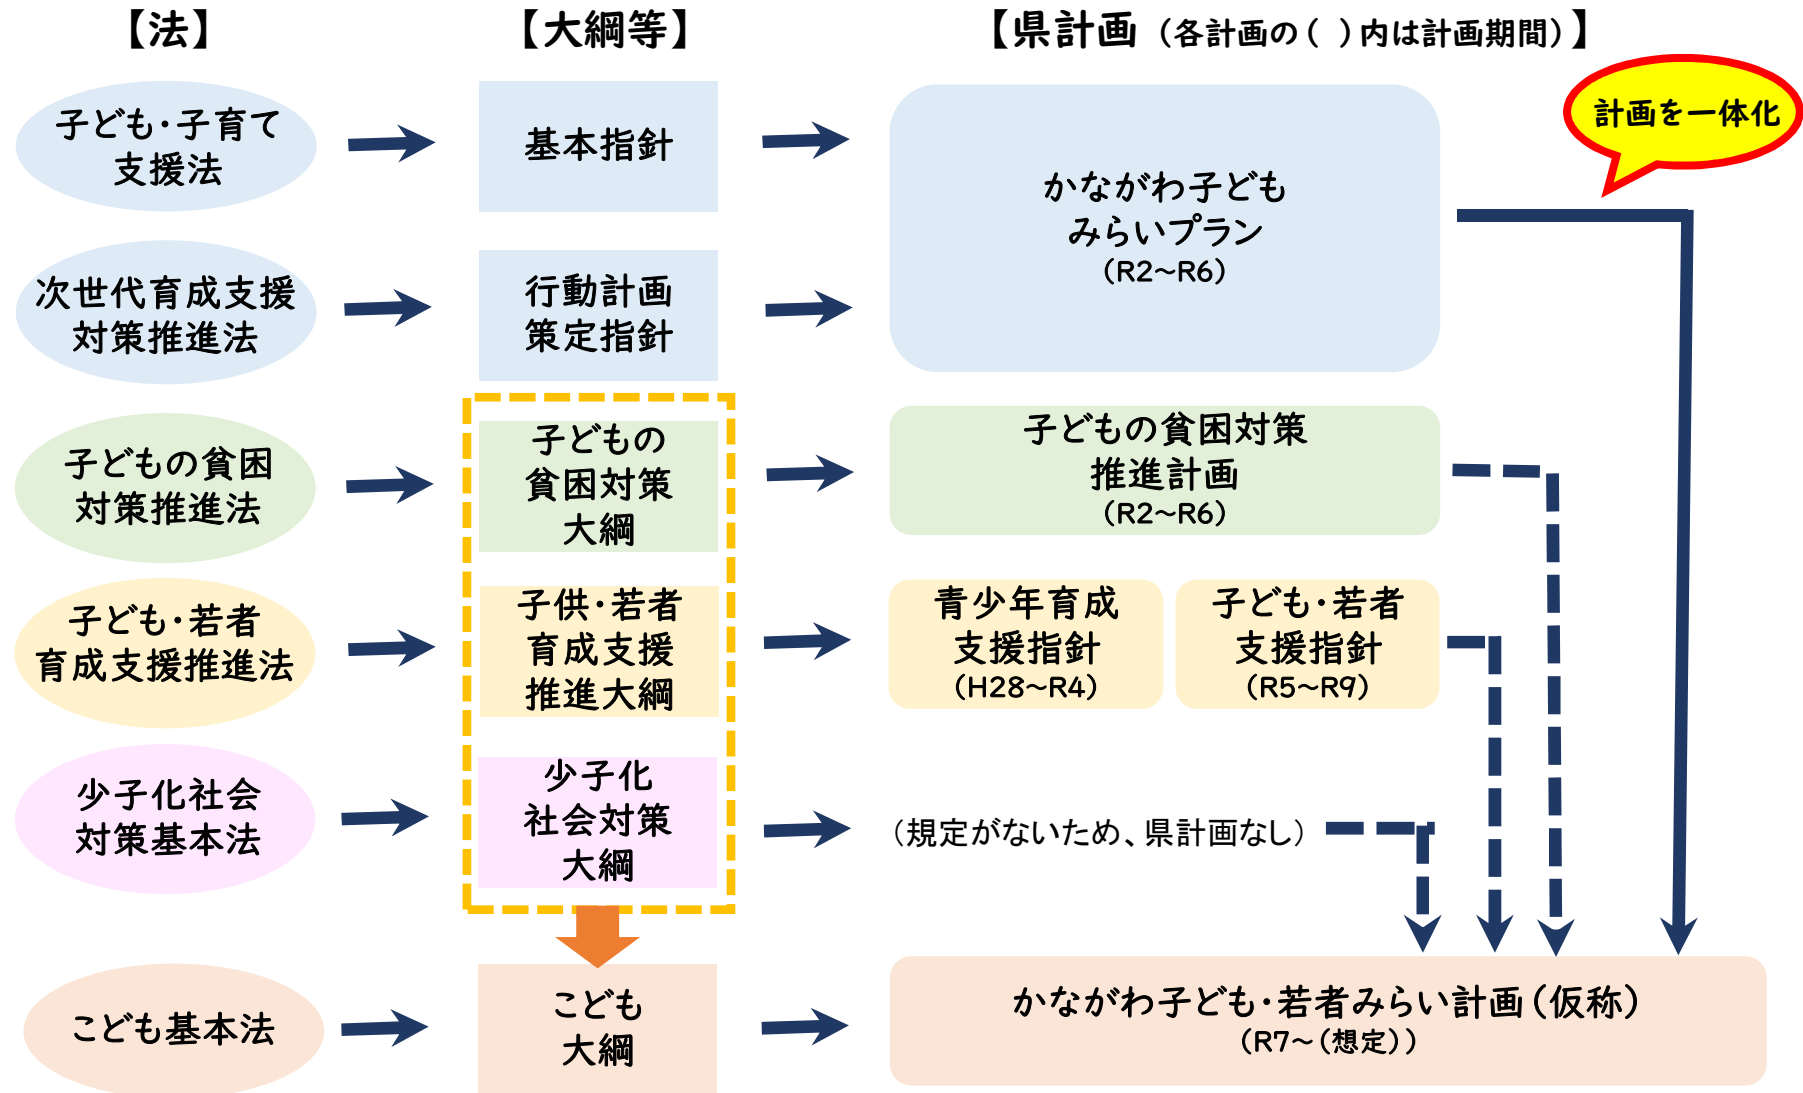 【法】
【大綱等】
【県計画（各計画の（　）内は計画期間）】
計画を一体化
子ども・子育て
支援法
基本指針
かながわ子ども
みらいプラン
（R2～R6）
次世代育成支援
対策推進法
行動計画
策定指針
子どもの貧困
対策推進法
子どもの
貧困対策
大綱
子どもの貧困対策
推進計画
（R2～R6）
子ども・若者
育成支援推進法
子供・若者
育成支援
推進大綱
青少年育成
支援指針
（H28～R4）
子ども・若者
支援指針
（R5～R9）
少子化社会
対策基本法
少子化
社会対策
大綱
（規定がないため、県計画なし）
こども基本法
こども
大綱
かながわ子ども・若者みらい計画（仮称）
（R7～（想定））